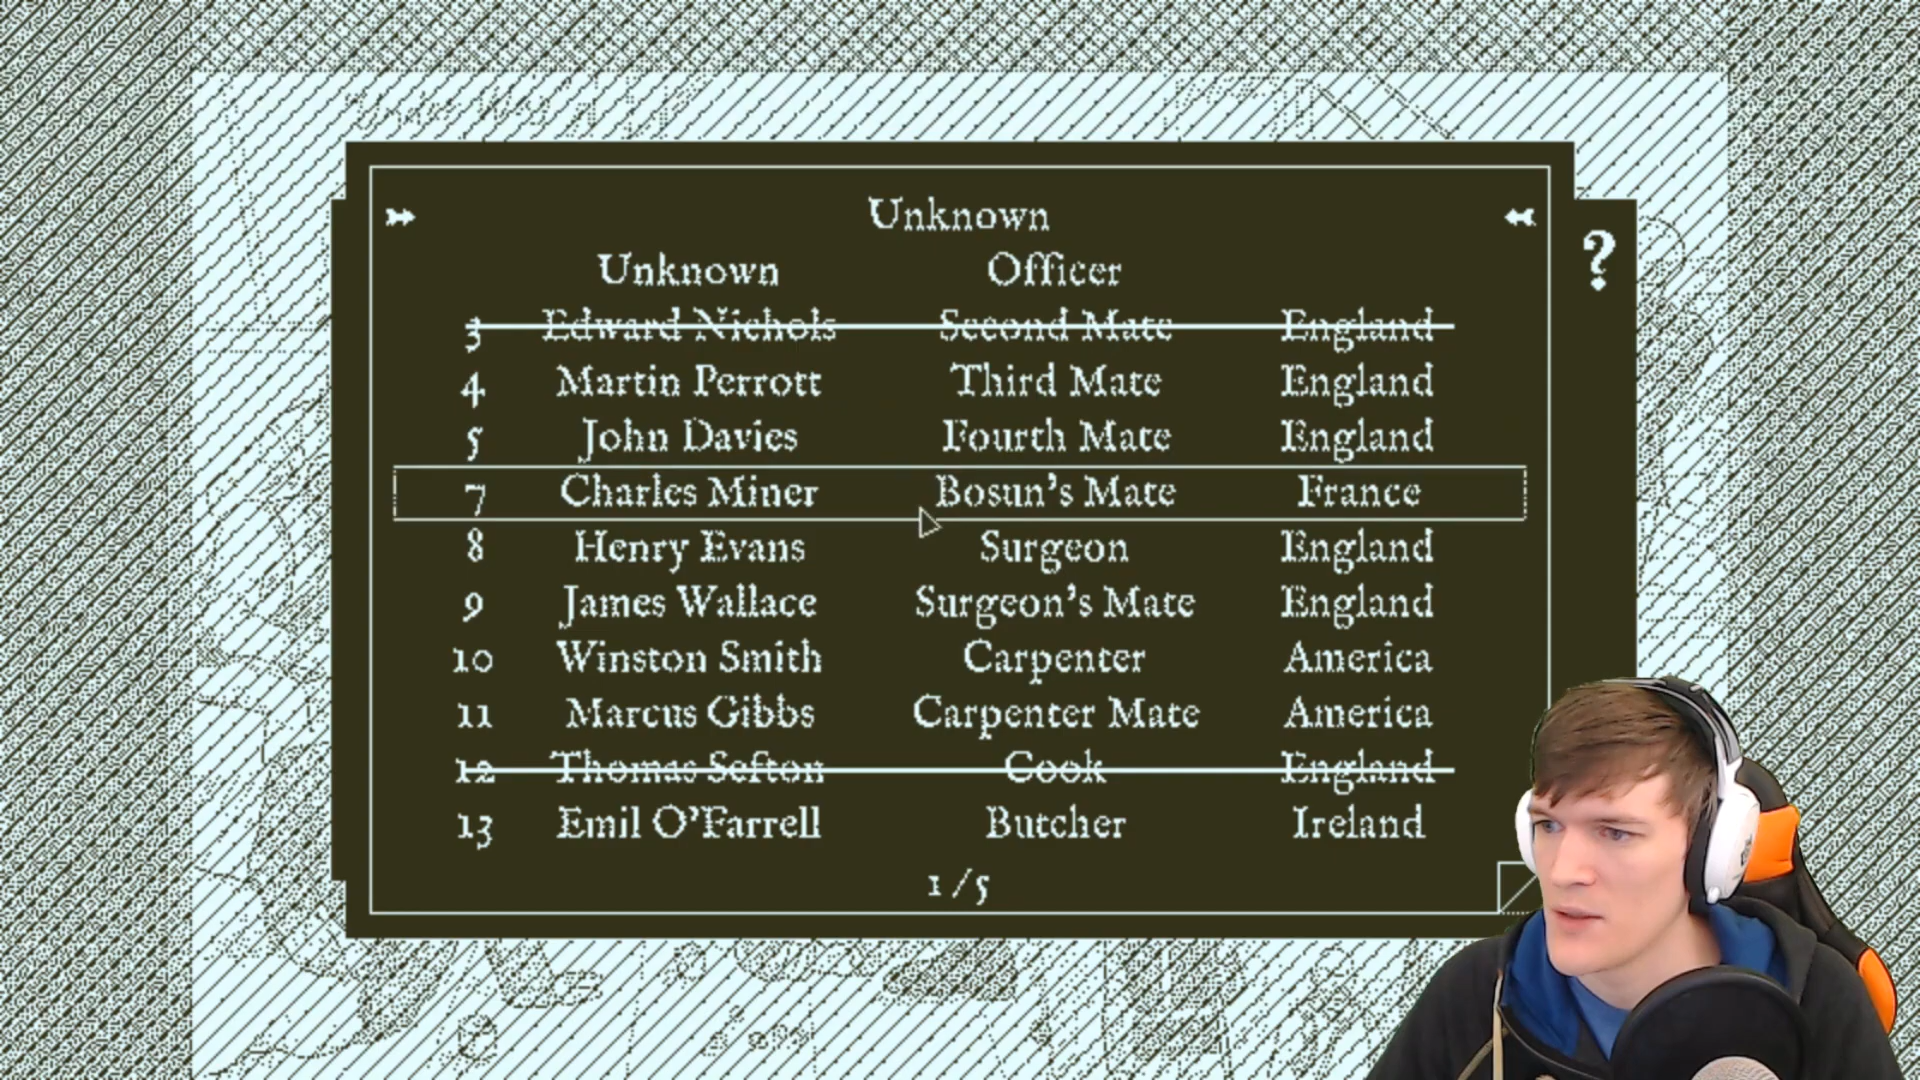 Unknown
?
Unknown Officer
3 Edward Nichols Second Mate England
4 Martin Perrott Third Mate England
5 John Davies Fourth Mate England
7 Charles Miner Bosun's Mate France
8 Henry Evans Surgeon England
9 James Wallace Surgeon's Mate England
10 Winston Smith Carpenter America
11 Marcus Gibbs Carpenter Mate America
12 Thomas Sefton Cook England
13 Emil O'Farrell Butcher Ireland
1/5